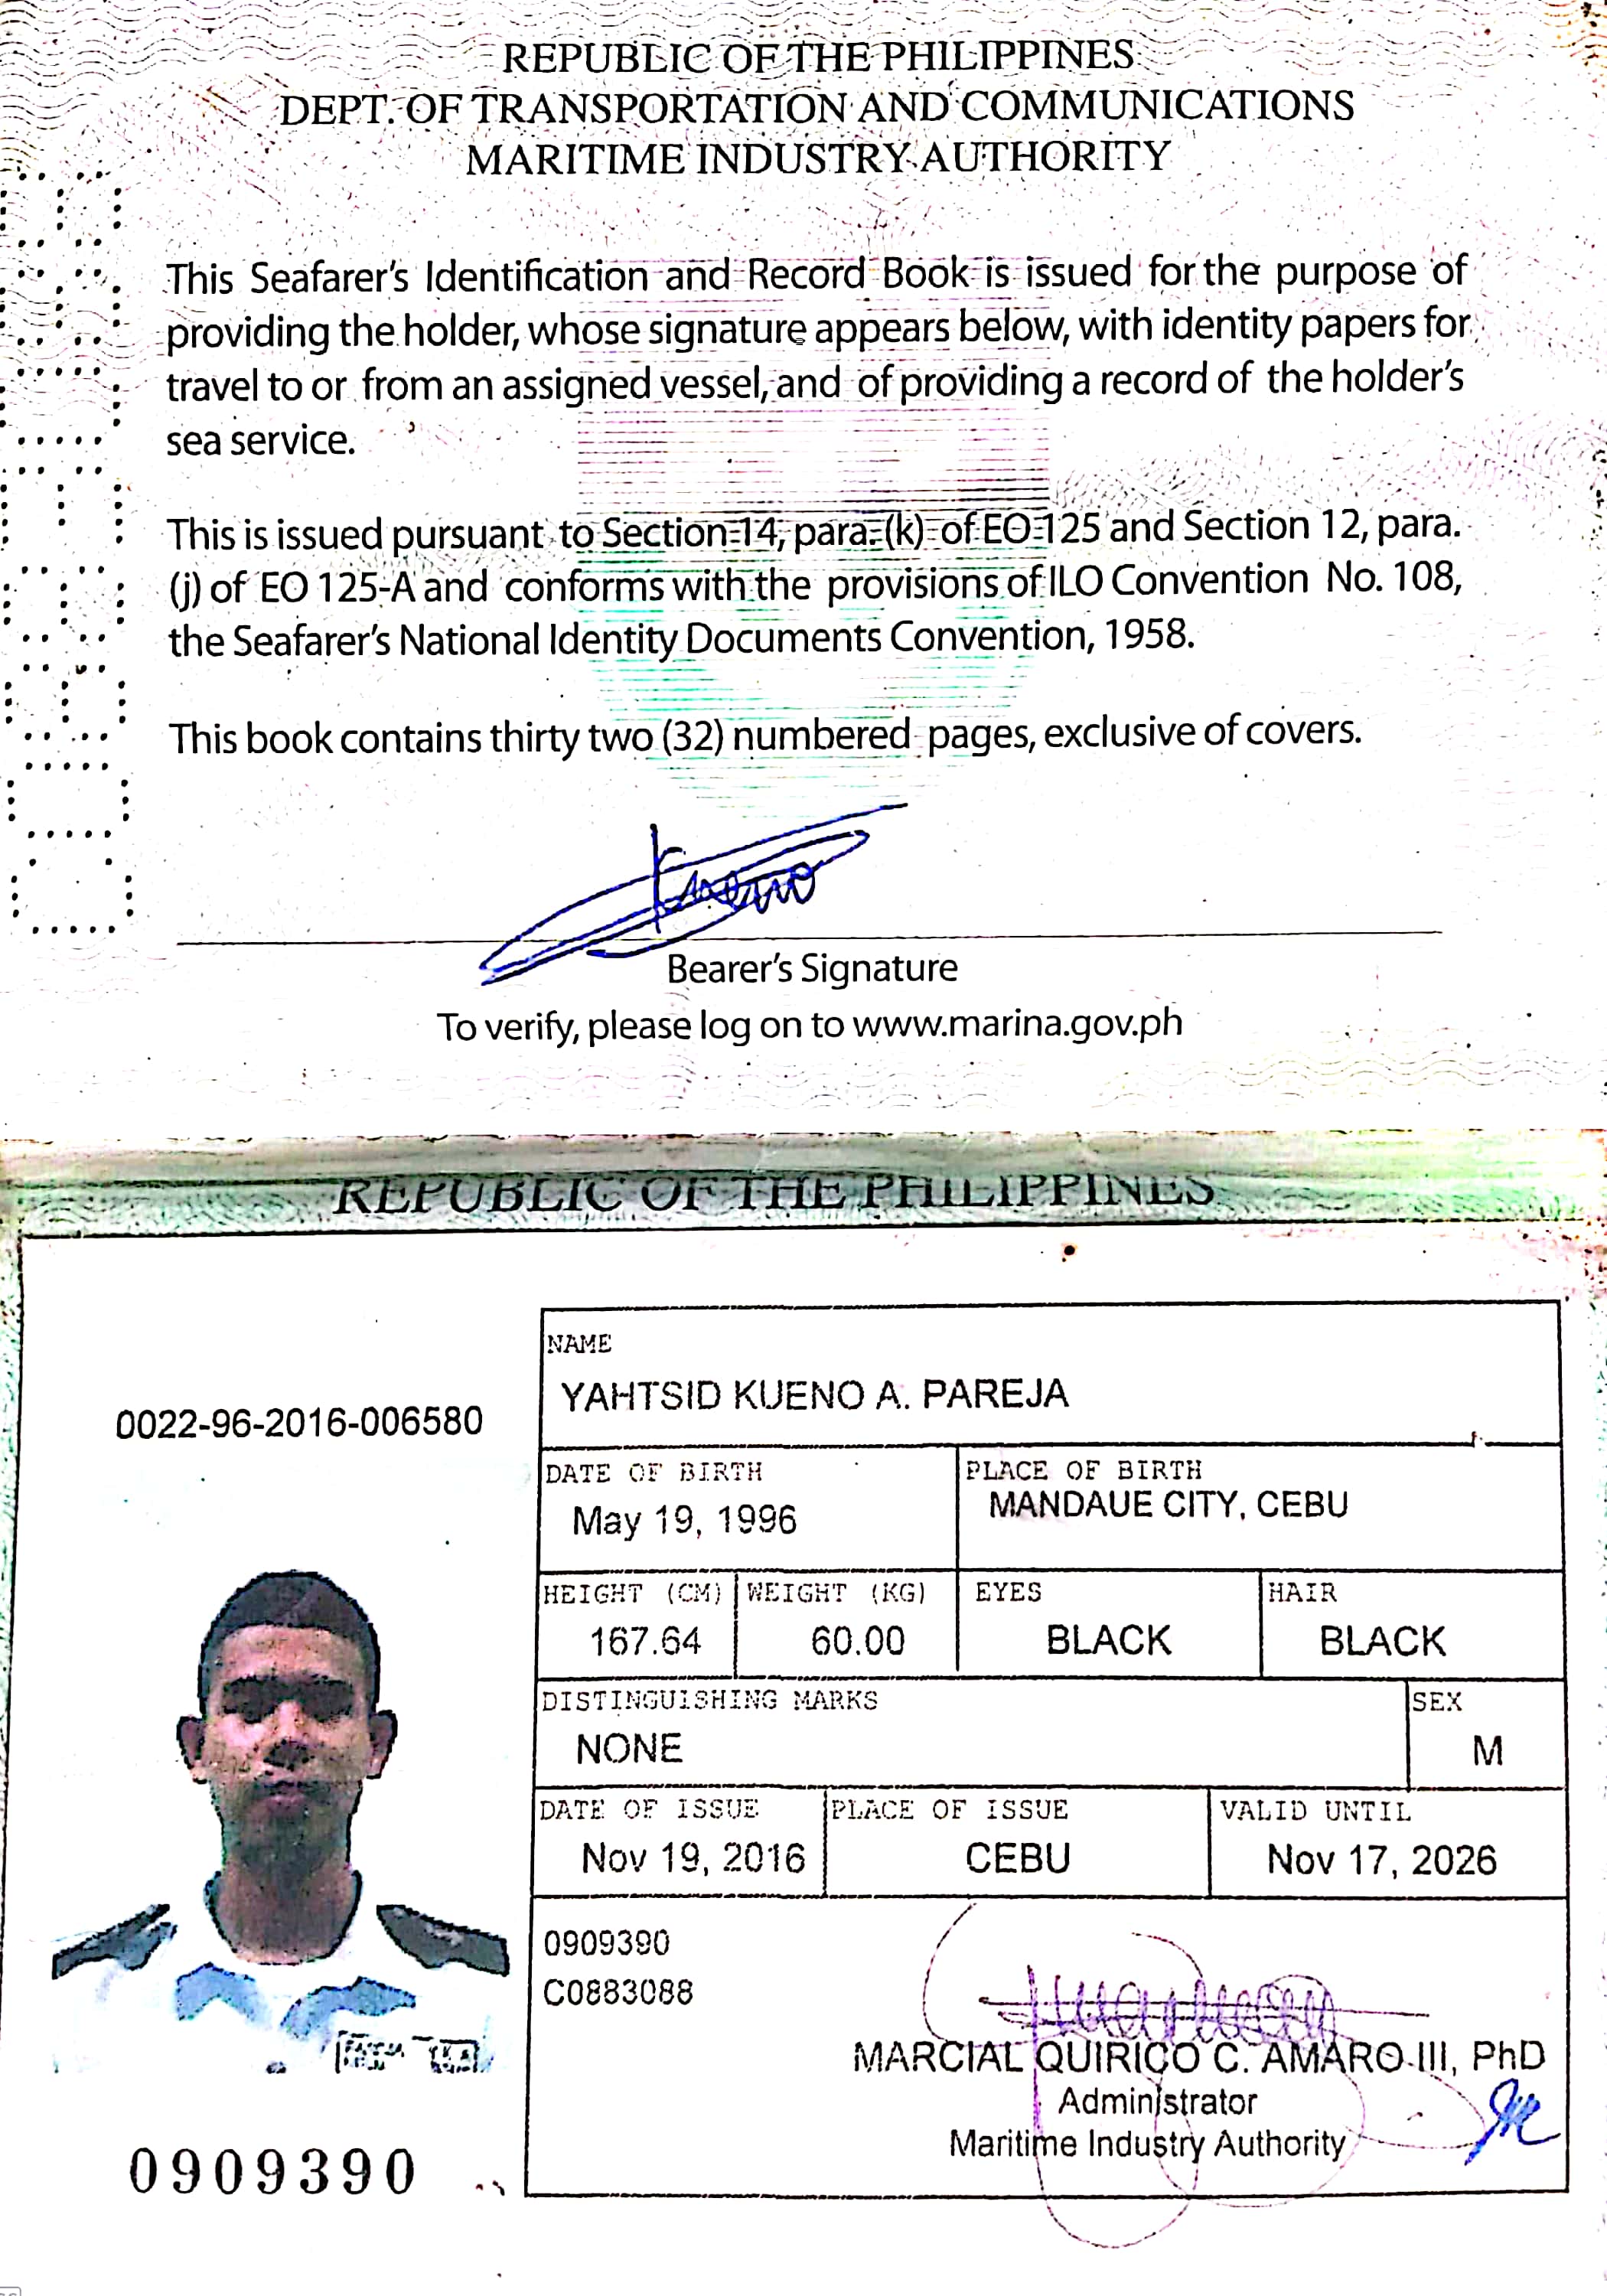 REPUBLIC OF THE PHILIPPINES
DEPT. OF TRANSPORTATION AND COMMUNICATIONS
MARITIME INDUSTRY AUTHORITY
This Seafarer's Identification and Record Book is issued for the purpose of
providing the holder, whose signature appears below, with identity papers for
travel to or from an assigned vessel, and of providing a record of the holder's
sea service.
This is issued pursuant to Section 14, para. (k) of EO 125 and Section 12, para.
(j) of EO 125-A and conforms with the provisions of ILO Convention No. 108,
the Seafarer's National Identity Documents Convention, 1958.
This book contains thirty two (32) numbered pages, exclusive of covers.
Kueno
Bearer's Signature
To verify, please log on to www.marina.gov.ph
REPUBLIC OF THE PHILIPPINES
0022-96-2016-006580
NAME
YAHTSID KUENO A. PAREJA
DATE OF BIRTH
May 19, 1996
PLACE OF BIRTH
MANDAUE CITY, CEBU
HEIGHT (CM)
167.64
WEIGHT (KG)
60.00
EYES
BLACK
HAIR
BLACK
DISTINGUISHING MARKS
NONE
SEX
M
DATE OF ISSUE
Nov 19, 2016
PLACE OF ISSUE
CEBU
VALID UNTIL
Nov 17, 2026
0909390
C0883088
MARCIAL QUIRICO C. AMARO III, PhD
Administrator
Maritime Industry Authority
0909390